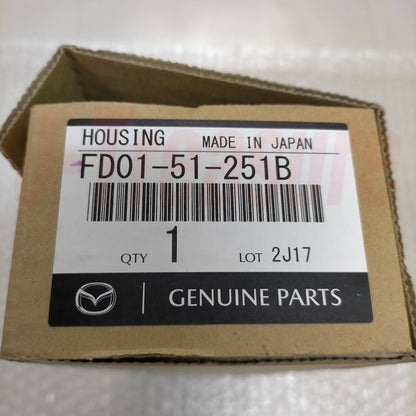 HOUSING MADE IN JAPAN
FD01-51-251B
QTY 1 LOT 2J17
GENUINE PARTS